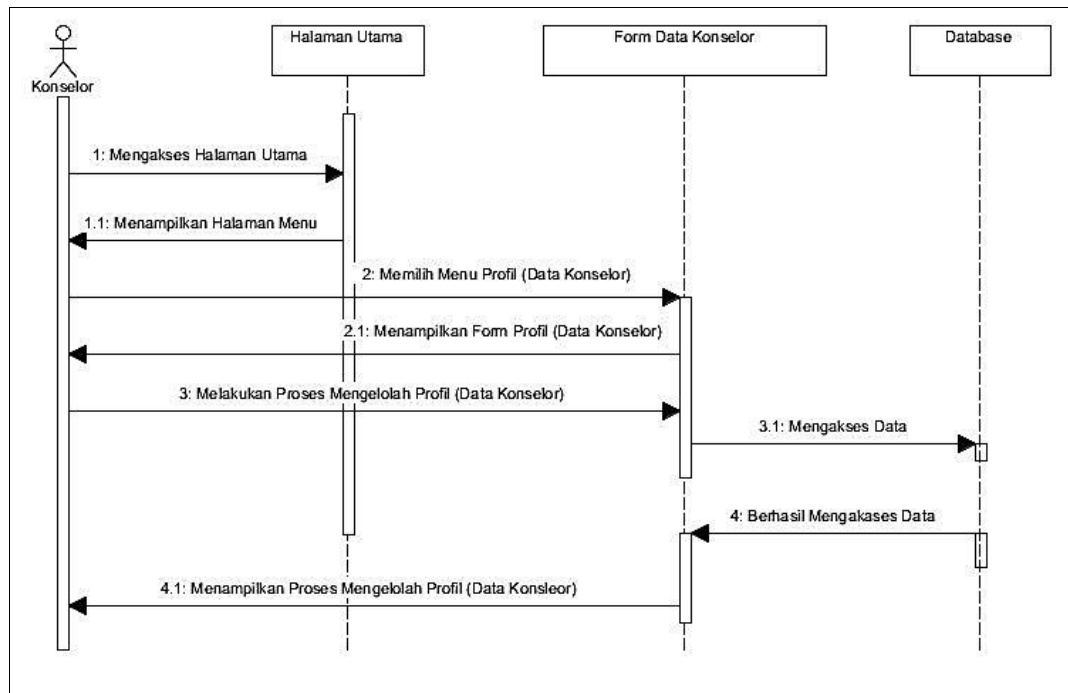 Halaman Utama
Form Data Konselor
Database
Konselor
1: Mengakses Halaman Utama
1.1: Menampilkan Halaman Menu
2: Memilih Menu Profil (Data Konselor)
2.1: Menampilkan Form Profil (Data Konselor)
3: Melakukan Proses Mengelolah Profil (Data Konselor)
3.1: Mengakses Data
4: Berhasil Mengakases Data
4.1: Menampilkan Proses Mengelolah Profil (Data Konsleor)